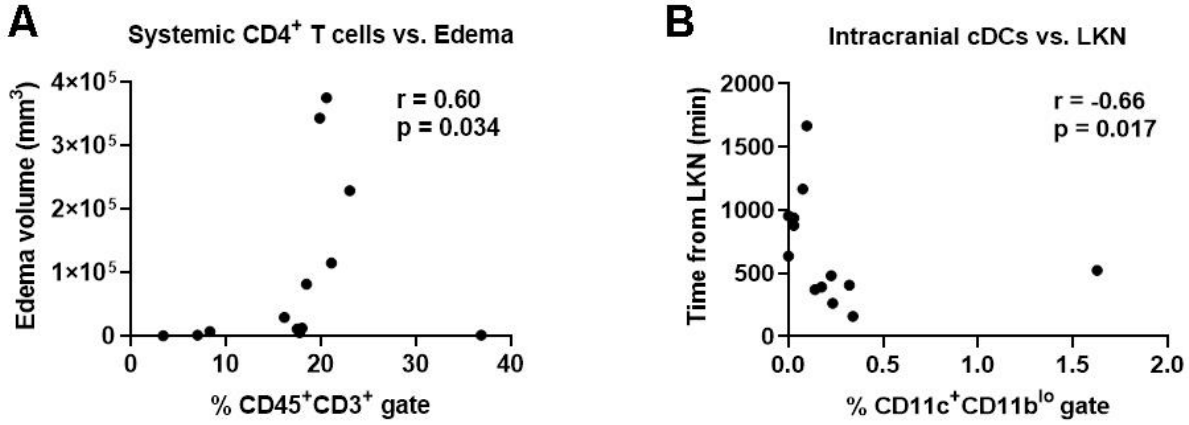 A
Systemic CD4⁺ T cells vs. Edema
Edema volume (mm³)
4×10⁵
3×10⁵
2×10⁵
1×10⁵
0
r = 0.60
p = 0.034
0 10 20 30 40
% CD45⁺CD3⁺ gate
B
Intracranial cDCs vs. LKN
Time from LKN (min)
2000
1500
1000
500
0
r = -0.66
p = 0.017
0.0 0.5 1.0 1.5 2.0
% CD11c⁺CD11bˡᵒ gate